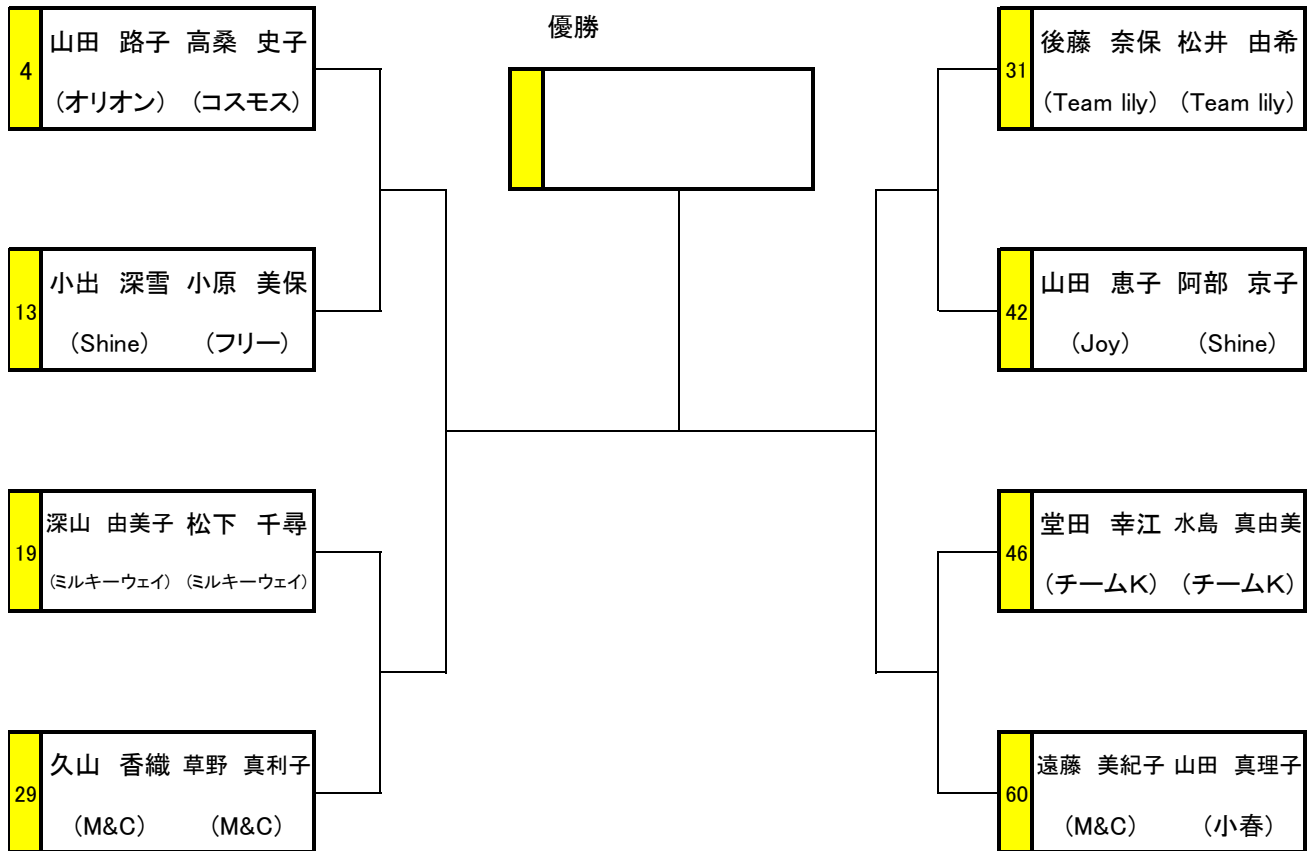 優勝
4
山田　路子 高桑　史子
（オリオン） （コスモス）
13
小出　深雪 小原　美保
（Shine） （フリー）
19
深山　由美子 松下　千尋
（ミルキーウェイ） （ミルキーウェイ）
29
久山　香織 草野　真利子
（M&C） （M&C）
31
後藤　奈保 松井　由希
（Team lily） （Team lily）
42
山田　恵子 阿部　京子
（Joy） （Shine）
46
堂田　幸江 水島　真由美
（チームK） （チームK）
60
遠藤　美紀子 山田　真理子
（M&C） （小春）